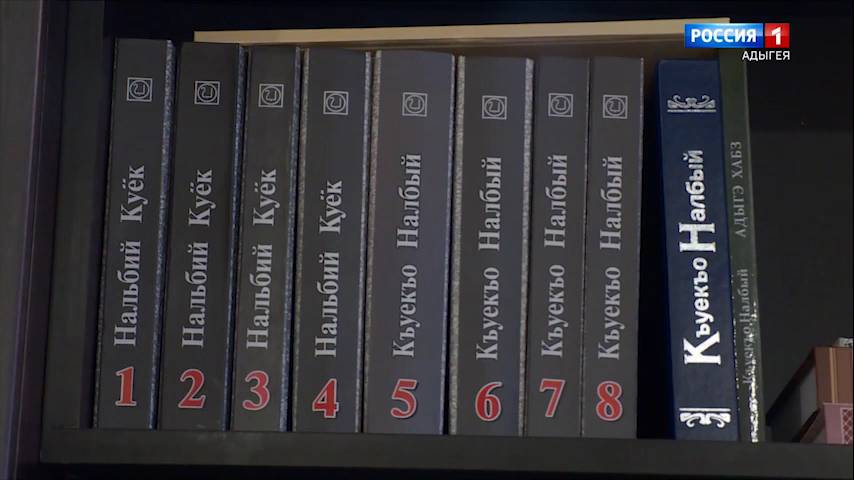 РОССИЯ 1
АДЫГЕЯ
Нальбий Куёк
1
Нальбий Куёк
2
Нальбий Куёк
3
Нальбий Куёк
4
Къуекъо Налбый
5
Къуекъо Налбый
6
Къуекъо Налбый
7
Къуекъо Налбый
8
Къуекъо Налбый
Къуекъо Налбый
АДЫГЭ ХАБЗ